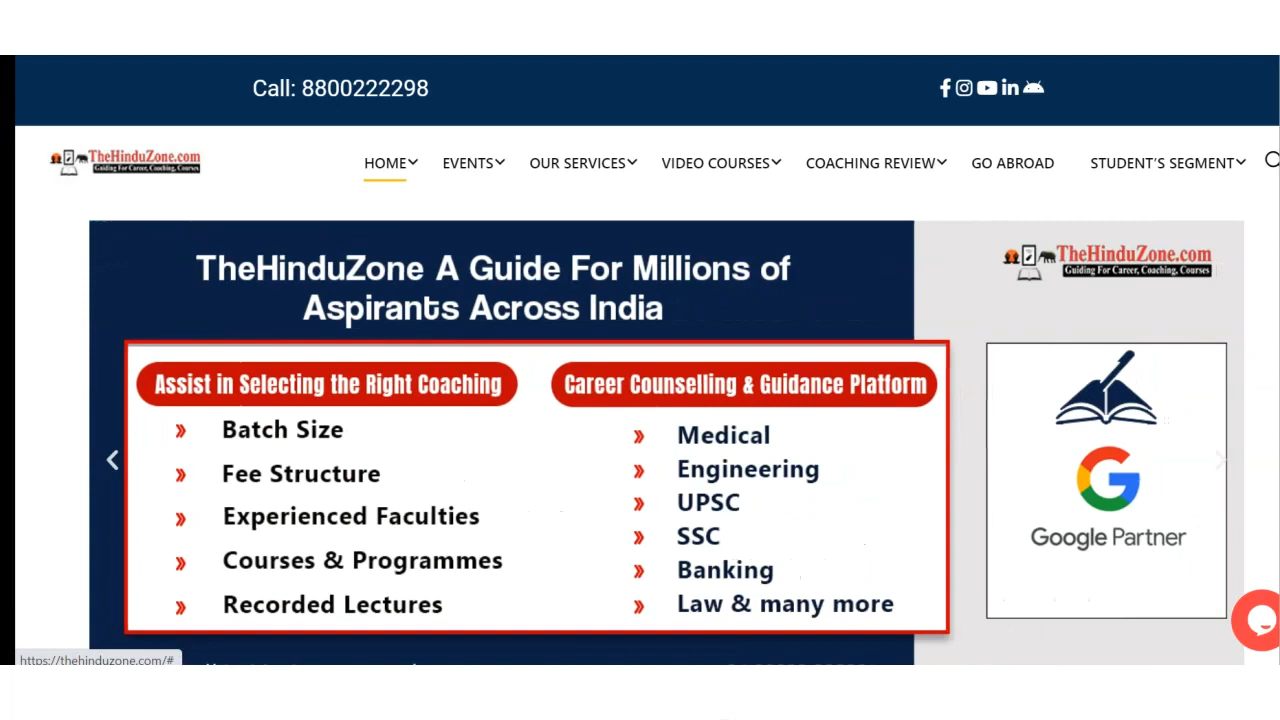 Call: 8800222298
TheHinduZone.com
Guiding For Career, Coaching, Courses
HOME EVENTS OUR SERVICES VIDEO COURSES COACHING REVIEW GO ABROAD STUDENT'S SEGMENT
TheHinduZone A Guide For Millions of
Aspirants Across India
TheHinduZone.com
Guiding For Career, Coaching, Courses
Assist in Selecting the Right Coaching
Batch Size
Fee Structure
Experienced Faculties
Courses & Programmes
Recorded Lectures
Career Counselling & Guidance Platform
Medical
Engineering
UPSC
SSC
Banking
Law & many more
Google Partner
https://thehinduzone.com/#